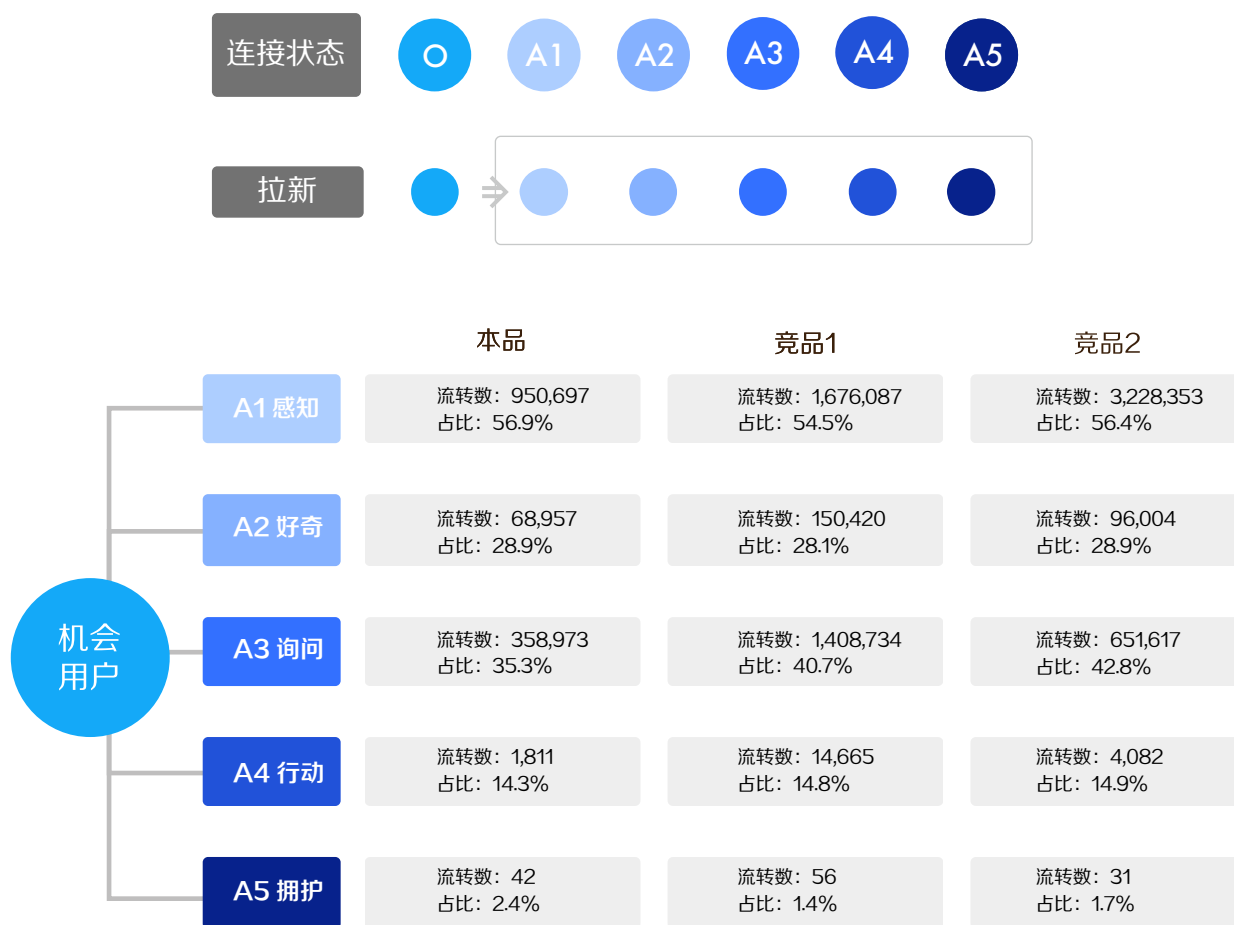 连接状态 O A1 A2 A3 A4 A5
拉新
本品 竞品1 竞品2
A1 感知
流转数：950,697
占比：56.9%
流转数：1,676,087
占比：54.5%
流转数：3,228,353
占比：56.4%
A2 好奇
流转数：68,957
占比：28.9%
流转数：150,420
占比：28.1%
流转数：96,004
占比：28.9%
机会
用户
A3 询问
流转数：358,973
占比：35.3%
流转数：1,408,734
占比：40.7%
流转数：651,617
占比：42.8%
A4 行动
流转数：1,811
占比：14.3%
流转数：14,665
占比：14.8%
流转数：4,082
占比：14.9%
A5 拥护
流转数：42
占比：2.4%
流转数：56
占比：1.4%
流转数：31
占比：1.7%